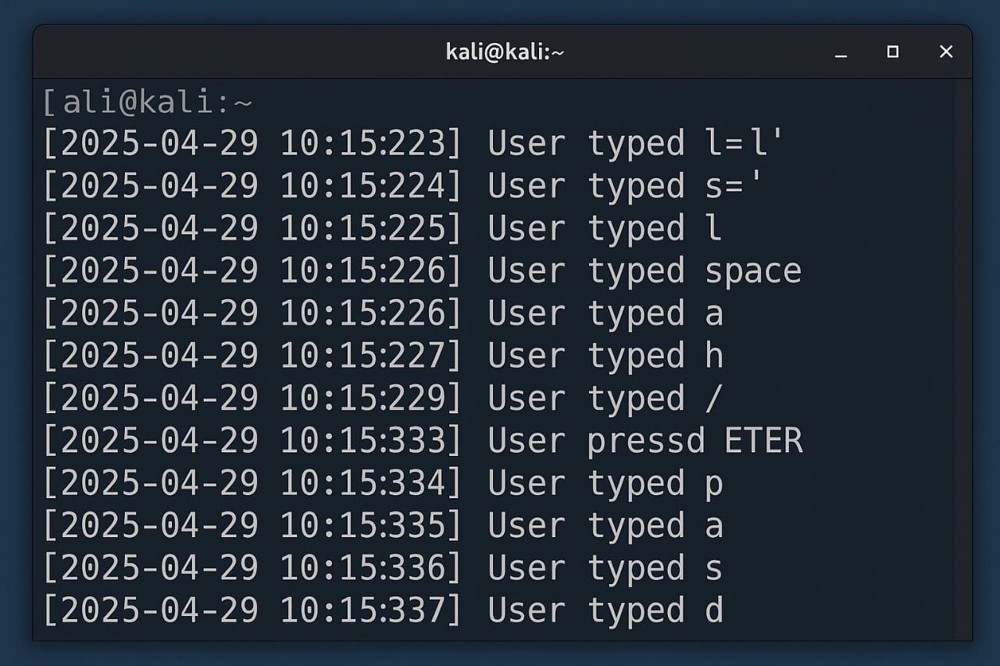 kali@kali:~
[ali@kali:~
[2025-04-29 10:15:223] User typed l=l'
[2025-04-29 10:15:224] User typed s='
[2025-04-29 10:15:225] User typed l
[2025-04-29 10:15:226] User typed space
[2025-04-29 10:15:226] User typed a
[2025-04-29 10:15:227] User typed h
[2025-04-29 10:15:229] User typed /
[2025-04-29 10:15:333] User pressd ETER
[2025-04-29 10:15:334] User typed p
[2025-04-29 10:15:335] User typed a
[2025-04-29 10:15:336] User typed s
[2025-04-29 10:15:337] User typed d